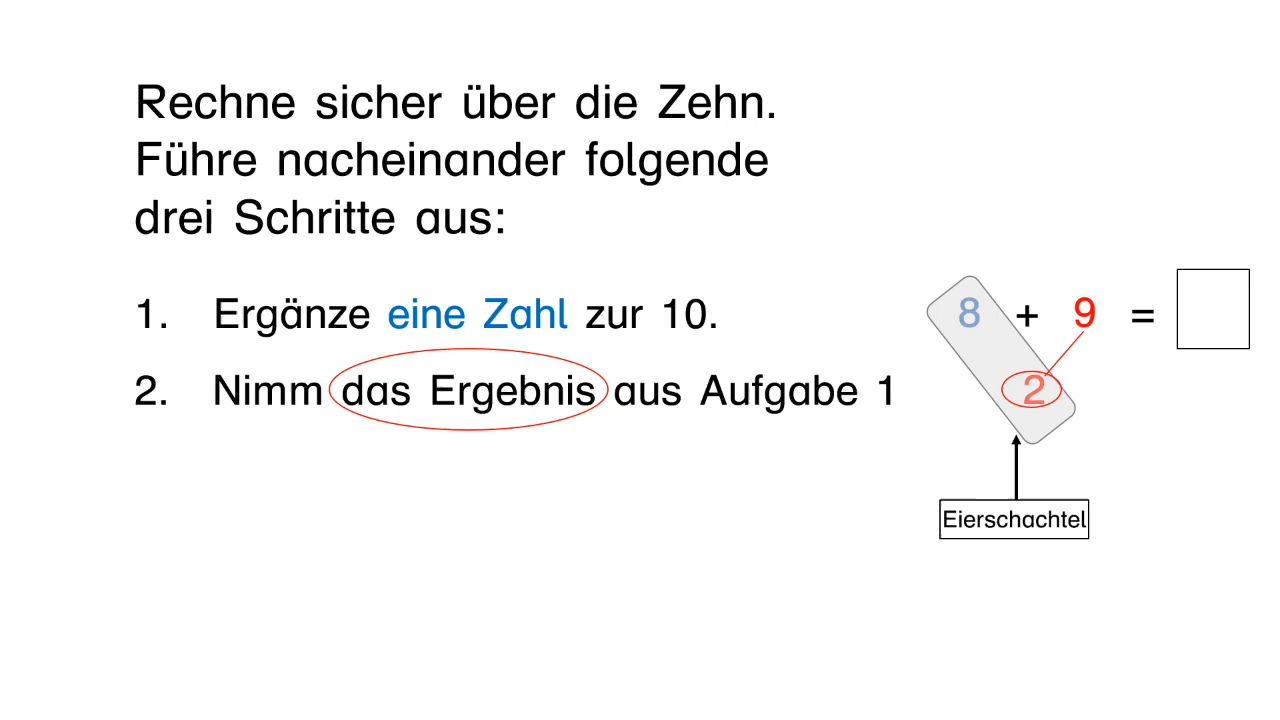 Rechne sicher über die Zehn.
Führe nacheinander folgende
drei Schritte aus:
1. Ergänze eine Zahl zur 10.
8 + 9 =
2. Nimm das Ergebnis aus Aufgabe 1
2
Eierschachtel